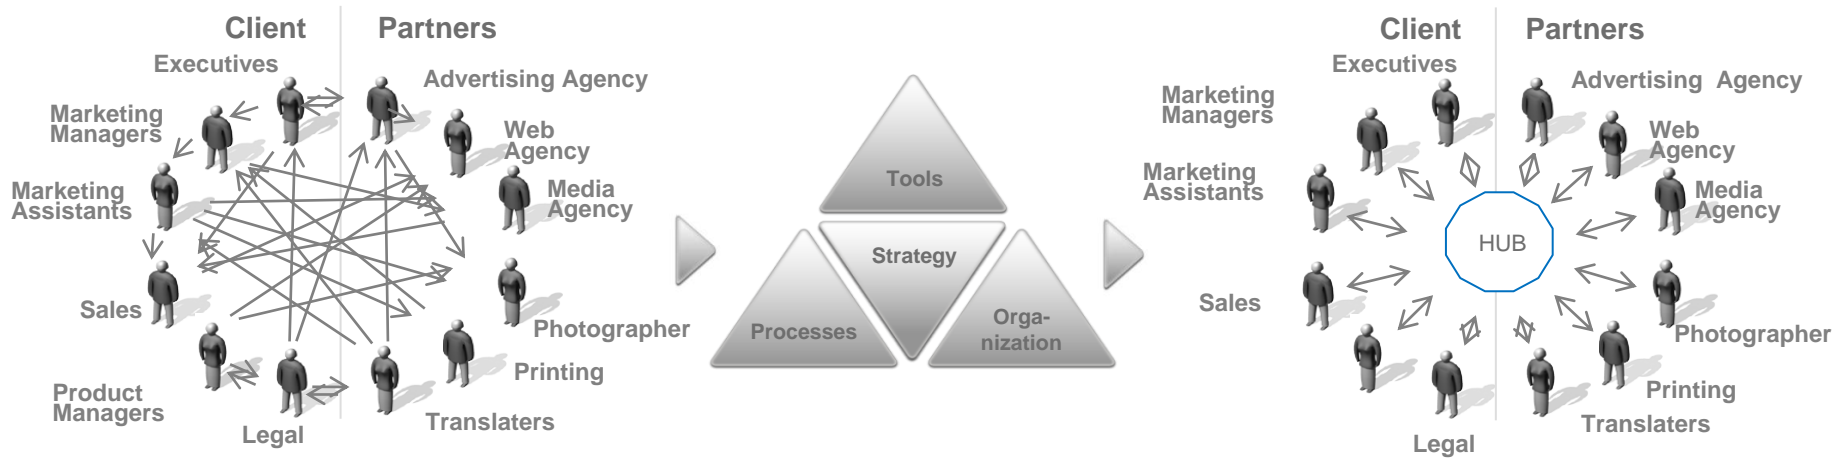 Client
Partners
Executives
Advertising Agency
Marketing
Managers
Web
Agency
Marketing
Assistants
Media
Agency
Sales
Photographer
Product
Managers
Printing
Legal
Translaters
Tools
Strategy
Processes
Orga-
nization
Client
Partners
Executives
Advertising Agency
Marketing
Managers
Web
Agency
Marketing
Assistants
Media
Agency
HUB
Sales
Photographer
Printing
Translaters
Legal